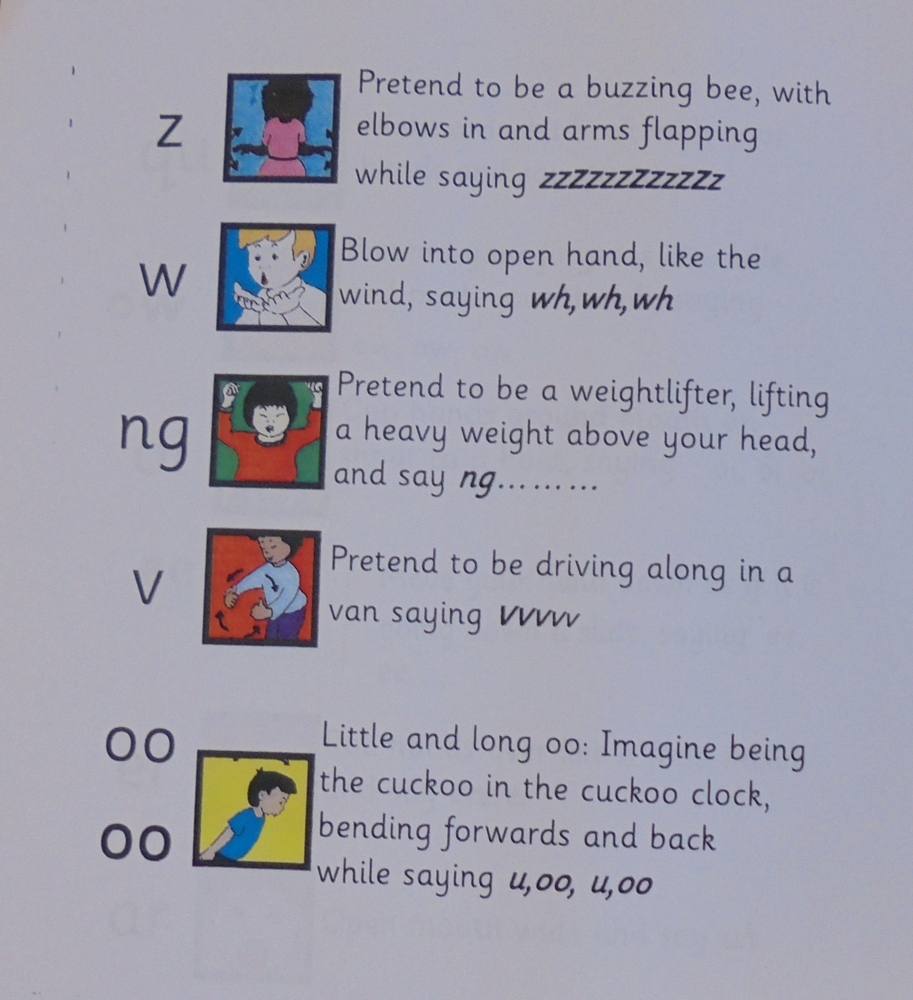 z
Pretend to be a buzzing bee, with
elbows in and arms flapping
while saying zzZzzzZzzzZz
w
Blow into open hand, like the
wind, saying wh, wh, wh
ng
Pretend to be a weightlifter, lifting
a heavy weight above your head,
and say ng.........
v
Pretend to be driving along in a
van saying vvvvv
oo
oo
Little and long oo: Imagine being
the cuckoo in the cuckoo clock,
bending forwards and back
while saying u,oo, u,oo